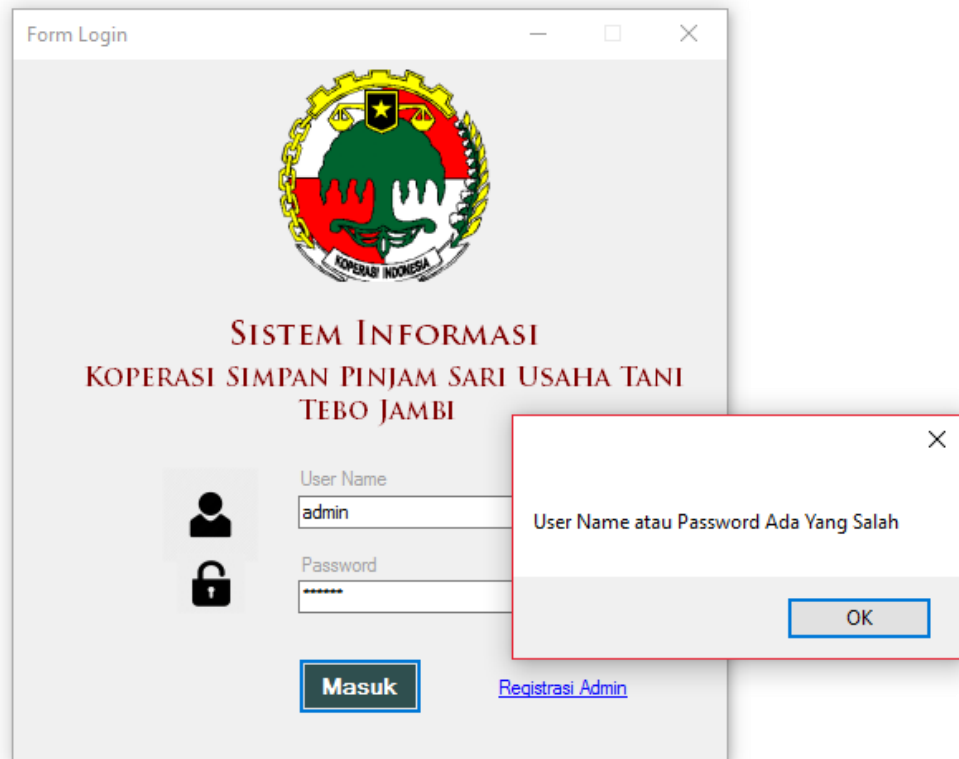 Form Login
KOPERASI INDONESIA
SISTEM INFORMASI
KOPERASI SIMPAN PINJAM SARI USAHA TANI
TEBO JAMBI
User Name
admin
User Name atau Password Ada Yang Salah
Password
******
OK
Masuk
Registrasi Admin